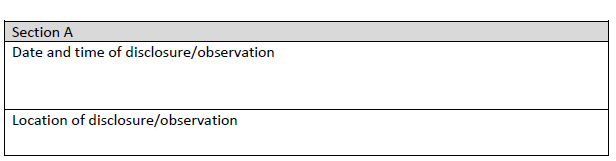 Section A
Date and time of disclosure/observation
Location of disclosure/observation